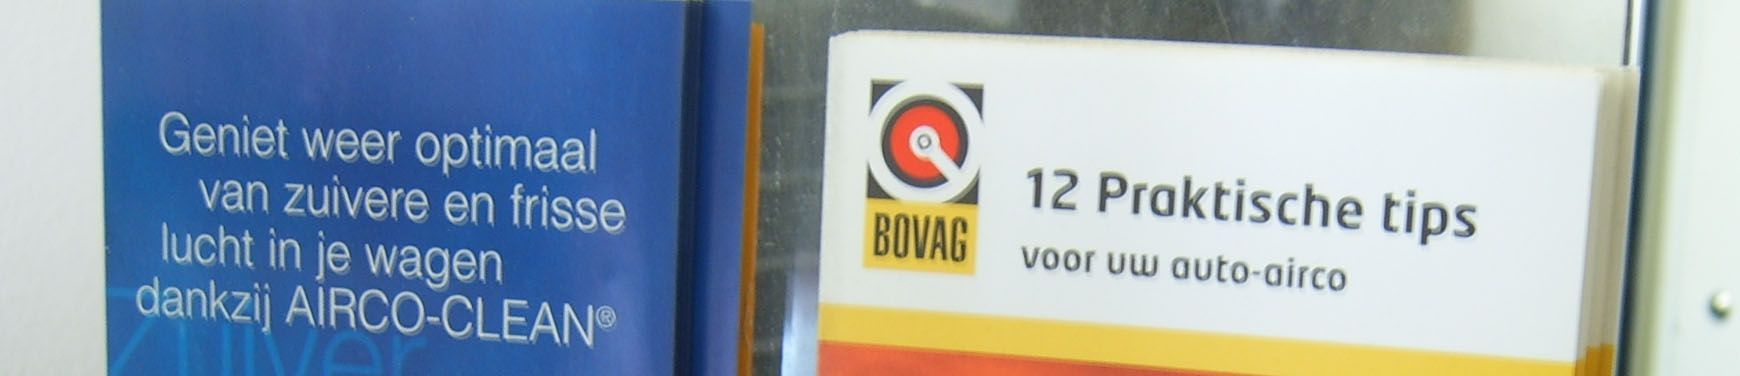 Geniet weer optimaal
van zuivere en frisse
lucht in je wagen
dankzij AIRCO-CLEAN®
Zuiver
BOVAG
12 Praktische tips
voor uw auto-airco